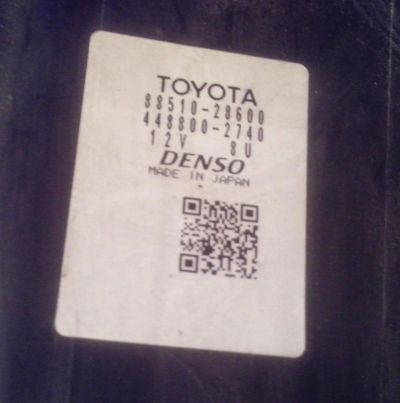 TOYOTA
88510-28600
448800-2740
12V 8U
DENSO
MADE IN JAPAN